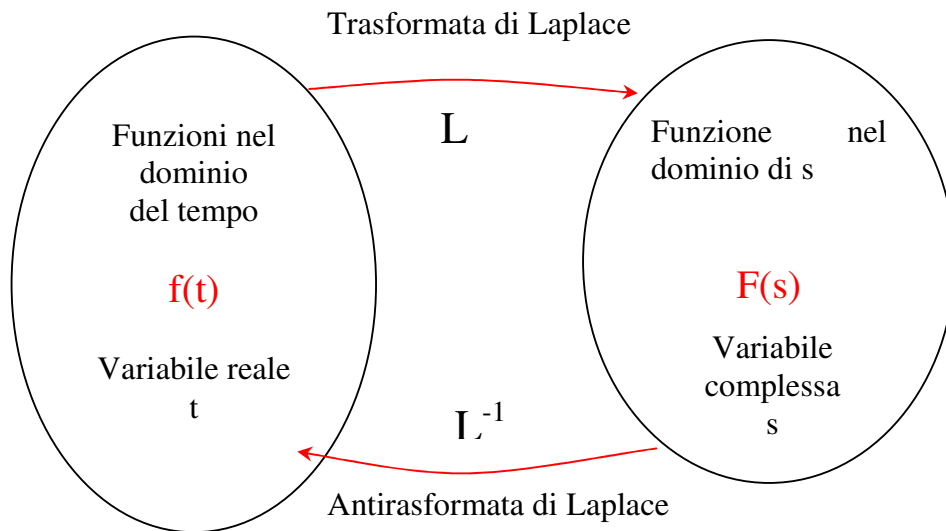 Trasformata di Laplace
L
Funzioni nel
dominio
del tempo
f(t)
Variabile reale
t
Funzione nel
dominio di s
F(s)
Variabile
complessa
s
L-1
Antirasformata di Laplace